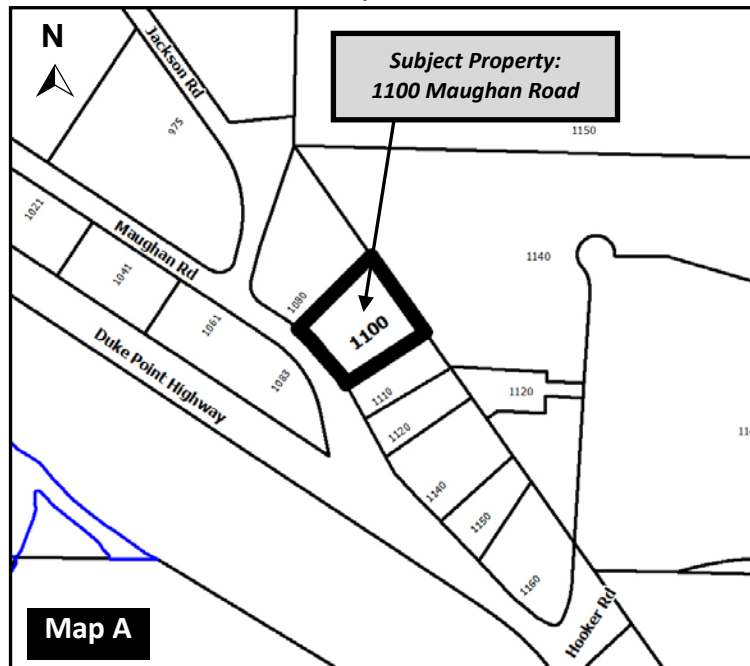 N
Subject Property:
1100 Maughan Road
Jackson Rd
975
1150
1021
Maughan Rd
1041
1140
1080
1061
1100
Duke Point Highway
1083
1110
1120
1120
1140
1150
1160
Hooker Rd
Map A